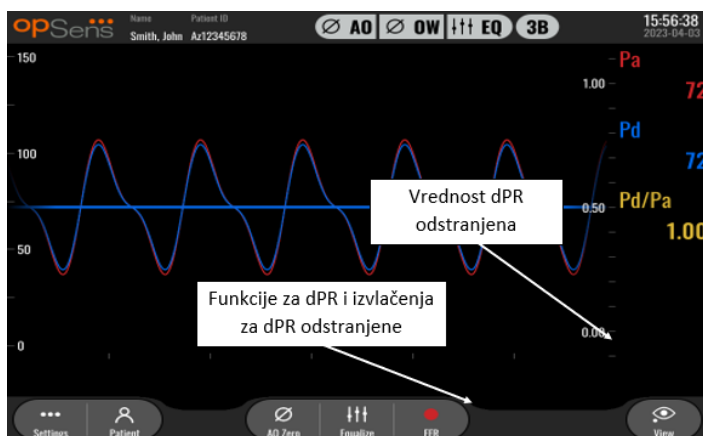 opSens
Name
Patient ID
Smith, John
Az12345678
AO
OW
EQ
3B
15:56:38
2023-04-03
150
1.00
Pa
72
Pd
100
72
Vrednost dPR
odstranjena
0.50
Pd/Pa
1.00
50
Funkcije za dPR i izvlačenja
za dPR odstranjene
0.00
0
Settings
Patient
AO Zero
Equalize
FFR
View